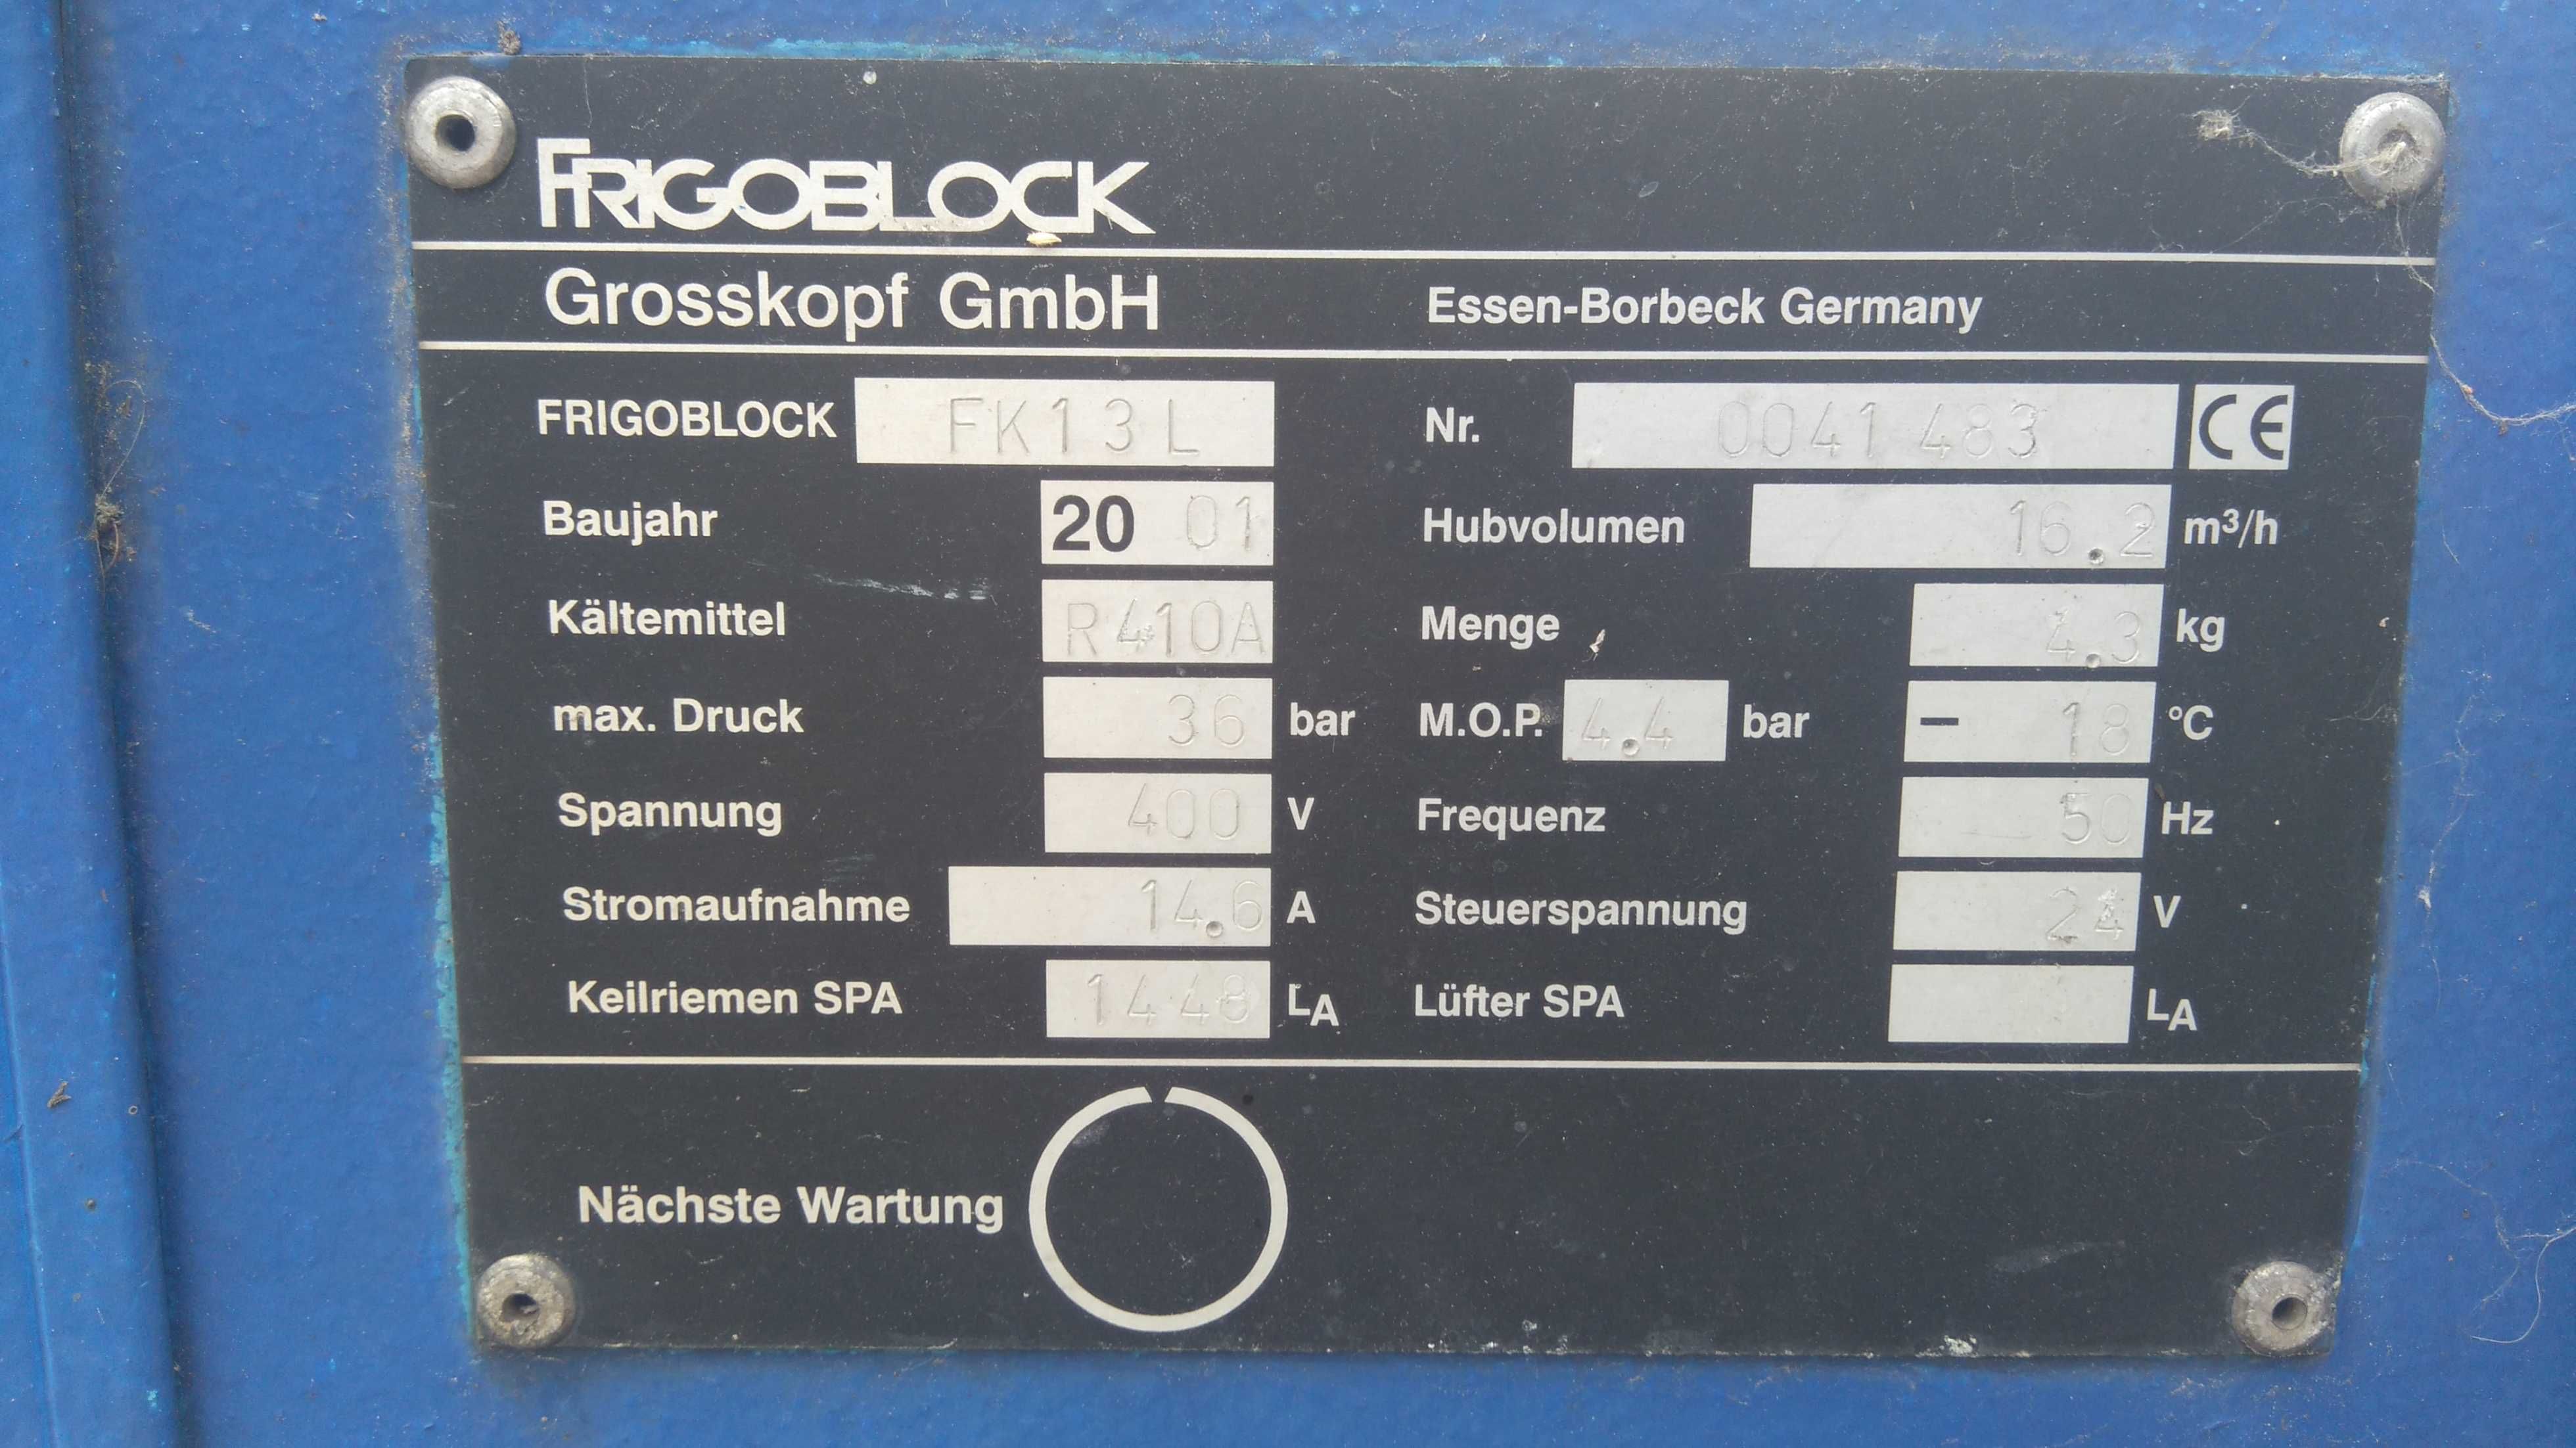 FRIGOBLOCK
Grosskopf GmbH Essen-Borbeck Germany
FRIGOBLOCK FK13L Nr. 0041483 CE
Baujahr 2001 Hubvolumen 16.2 m³/h
Kältemittel R410A Menge 4.3 kg
max. Druck 36 bar M.O.P. 4.4 bar - 18 °C
Spannung 400 V Frequenz 50 Hz
Stromaufnahme 14.6 A Steuerspannung 24 V
Keilriemen SPA 1448 LA Lüfter SPA LA
Nächste Wartung